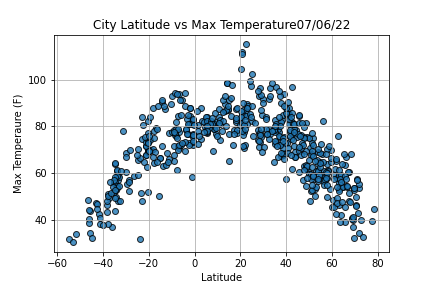 City Latitude vs Max Temperature07/06/22
Max Temperaure (F)
100
80
60
40
−60 −40 −20 0 20 40 60 80
Latitude